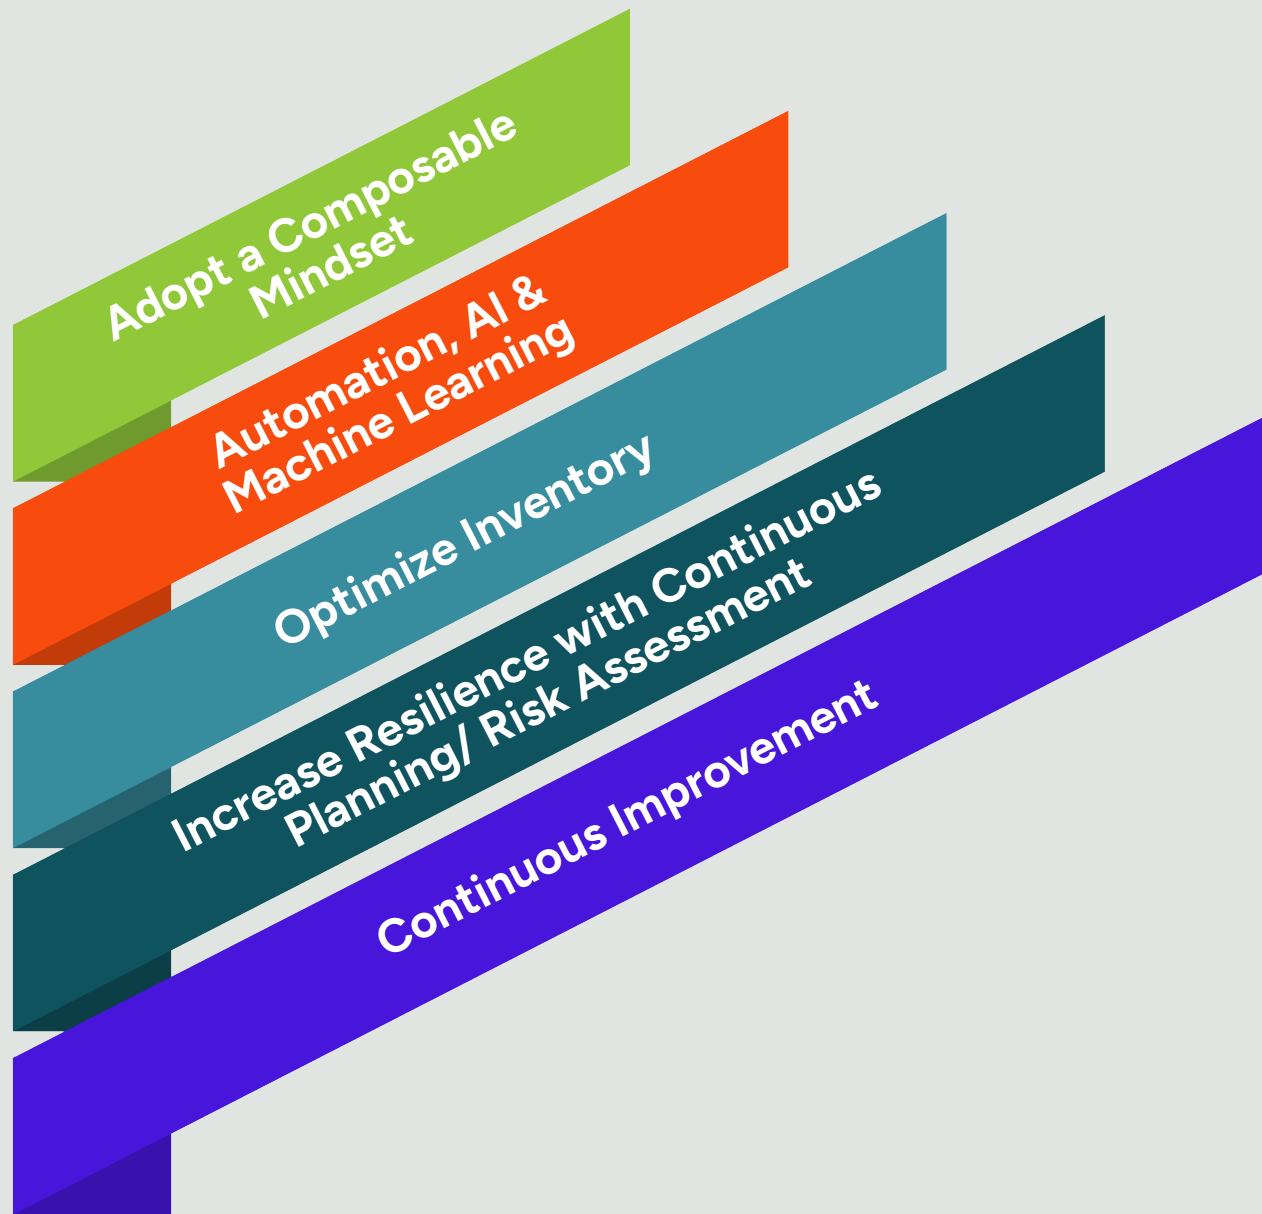 Adopt a Composable
Mindset
Automation, AI &
Machine Learning
Optimize Inventory
Increase Resilience with Continuous
Planning/ Risk Assessment
Continuous Improvement